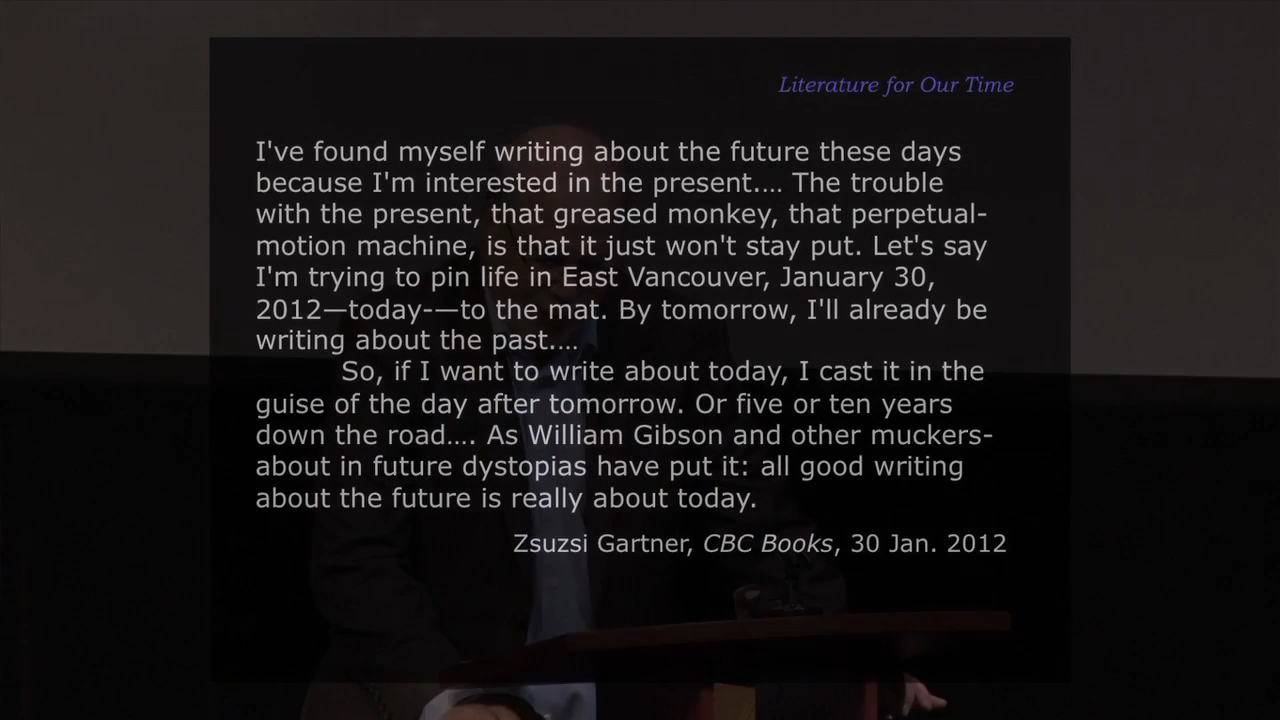 Literature for Our Time
I've found myself writing about the future these days
because I'm interested in the present.... The trouble
with the present, that greased monkey, that perpetual-
motion machine, is that it just won't stay put. Let's say
I'm trying to pin life in East Vancouver, January 30,
2012—today-—to the mat. By tomorrow, I'll already be
writing about the past....
So, if I want to write about today, I cast it in the
guise of the day after tomorrow. Or five or ten years
down the road.... As William Gibson and other muckers-
about in future dystopias have put it: all good writing
about the future is really about today.
Zsuzsi Gartner, CBC Books, 30 Jan. 2012